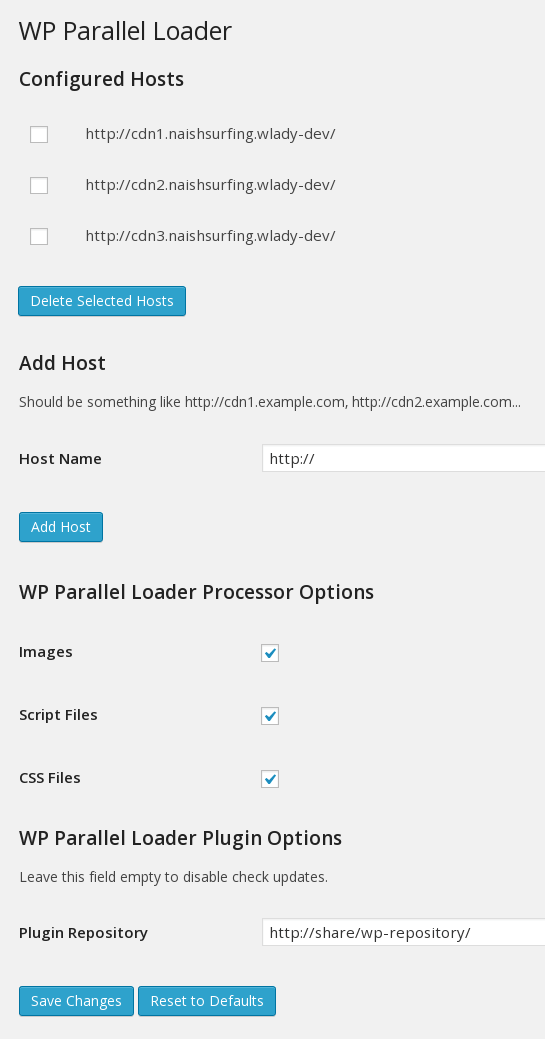 WP Parallel Loader
Configured Hosts
http://cdn1.naishsurfing.wlady-dev/
http://cdn2.naishsurfing.wlady-dev/
http://cdn3.naishsurfing.wlady-dev/
Delete Selected Hosts
Add Host
Should be something like http://cdn1.example.com, http://cdn2.example.com...
Host Name http://
Add Host
WP Parallel Loader Processor Options
Images
Script Files
CSS Files
WP Parallel Loader Plugin Options
Leave this field empty to disable check updates.
Plugin Repository http://share/wp-repository/
Save Changes Reset to Defaults